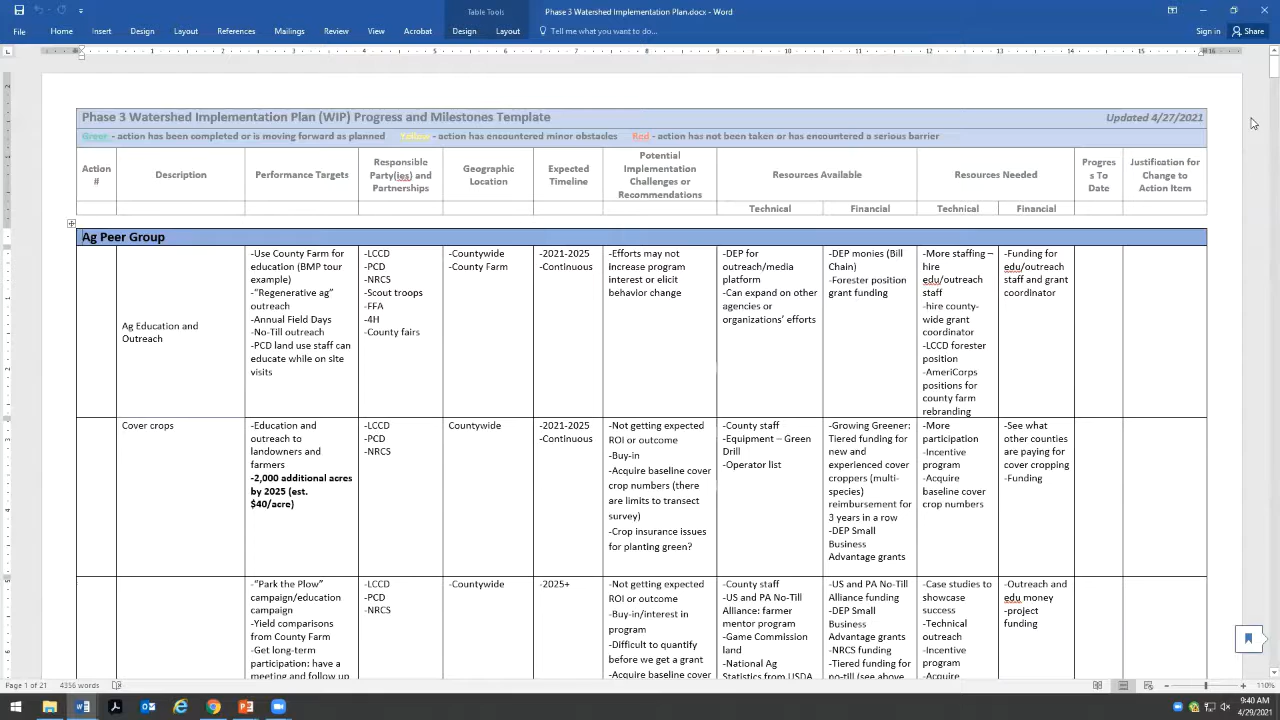 Table Tools
Phase 3 Watershed Implementation Plan.docx - Word
File Home Insert Design Layout References Mailings Review View Acrobat Design Layout Tell me what you want to do... Sign in Share
1 2 3 4 5 6 7 8 9 10 11 12 13 14 15 16
Phase 3 Watershed Implementation Plan (WIP) Progress and Milestones Template Updated 4/27/2021
Green - action has been completed or is moving forward as planned Yellow - action has encountered minor obstacles Red - action has not been taken or has encountered a serious barrier
Action
#
Description
Performance Targets
Responsible
Party(ies) and
Partnerships
Geographic
Location
Expected
Timeline
Potential
Implementation
Challenges or
Recommendations
Resources Available
Resources Needed
Progres
s To
Date
Justification for
Change to
Action Item
Technical Financial Technical Financial
Ag Peer Group
Ag Education and
Outreach
-Use County Farm for
education (BMP tour
example)
-“Regenerative ag”
outreach
-Annual Field Days
-No-Till outreach
-PCD land use staff can
educate while on site
visits
-LCCD
-PCD
-NRCS
-Scout troops
-FFA
-4H
-County fairs
-Countywide
-County Farm
-2021-2025
-Continuous
-Efforts may not
increase program
interest or elicit
behavior change
-DEP for
outreach/media
platform
-Can expand on other
agencies or
organizations’ efforts
-DEP monies (Bill
Chain)
-Forester position
grant funding
-More staffing –
hire
edu/outreach
staff
-hire county-
wide grant
coordinator
-LCCD forester
position
-AmeriCorps
positions for
county farm
rebranding
-Funding for
edu/outreach
staff and grant
coordinator
Cover crops
-Education and
outreach to
landowners and
farmers
-2,000 additional acres
by 2025 (est.
$40/acre)
-LCCD
-PCD
-NRCS
Countywide
-2021-2025
-Continuous
-Not getting expected
ROI or outcome
-Buy-in
-Acquire baseline cover
crop numbers (there
are limits to transect
survey)
-Crop insurance issues
for planting green?
-County staff
-Equipment – Green
Drill
-Operator list
-Growing Greener:
Tiered funding for
new and
experienced cover
croppers (multi-
species)
reimbursement for
3 years in a row
-DEP Small
Business
Advantage grants
-More
participation
-Incentive
program
-Acquire
baseline cover
crop numbers
-See what
other counties
are paying for
cover cropping
-Funding
-“Park the Plow”
campaign/education
campaign
-Yield comparisons
from County Farm
-Get long-term
participation: have a
meeting and follow up
-LCCD
-PCD
-NRCS
-Countywide
-2025+
-Not getting expected
ROI or outcome
-Buy-in/interest in
program
-Difficult to quantify
before we get a grant
-Acquire baseline cover
-County staff
-US and PA No-Till
Alliance: farmer
mentor program
-Game Commission
land
-National Ag
Statistics from USDA
-US and PA No-Till
Alliance funding
-DEP Small
Business
Advantage grants
-NRCS funding
-Tiered funding for
no-till (see above
-Case studies to
showcase
success
-Technical
outreach
-Incentive
program
-Acquire
-Outreach and
edu money
-project
funding
Page 1 of 21 4356 words 110%
9:40 AM
4/29/2021